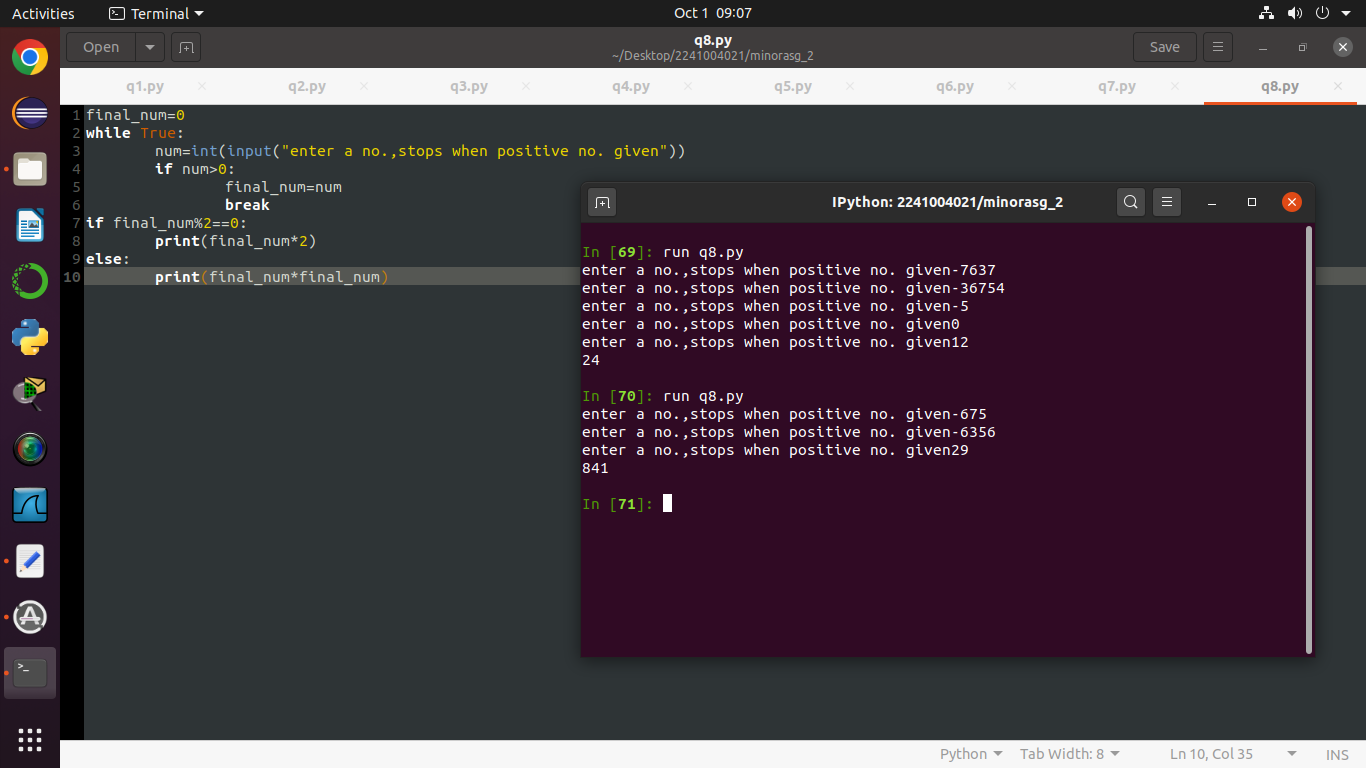 Activities
Terminal
Oct 1 09:07
Open
q8.py
~/Desktop/2241004021/minorasg_2
Save
q1.py
q2.py
q3.py
q4.py
q5.py
q6.py
q7.py
q8.py
1 final_num=0
2 while True:
3 num=int(input("enter a no.,stops when positive no. given"))
4 if num>0:
5 final_num=num
6 break
7 if final_num%2==0:
8 print(final_num*2)
9 else:
10 print(final_num*final_num)
IPython: 2241004021/minorasg_2
In [69]: run q8.py
enter a no.,stops when positive no. given-7637
enter a no.,stops when positive no. given-36754
enter a no.,stops when positive no. given-5
enter a no.,stops when positive no. given0
enter a no.,stops when positive no. given12
24
In [70]: run q8.py
enter a no.,stops when positive no. given-675
enter a no.,stops when positive no. given-6356
enter a no.,stops when positive no. given29
841
In [71]:
Python
Tab Width: 8
Ln 10, Col 35
INS